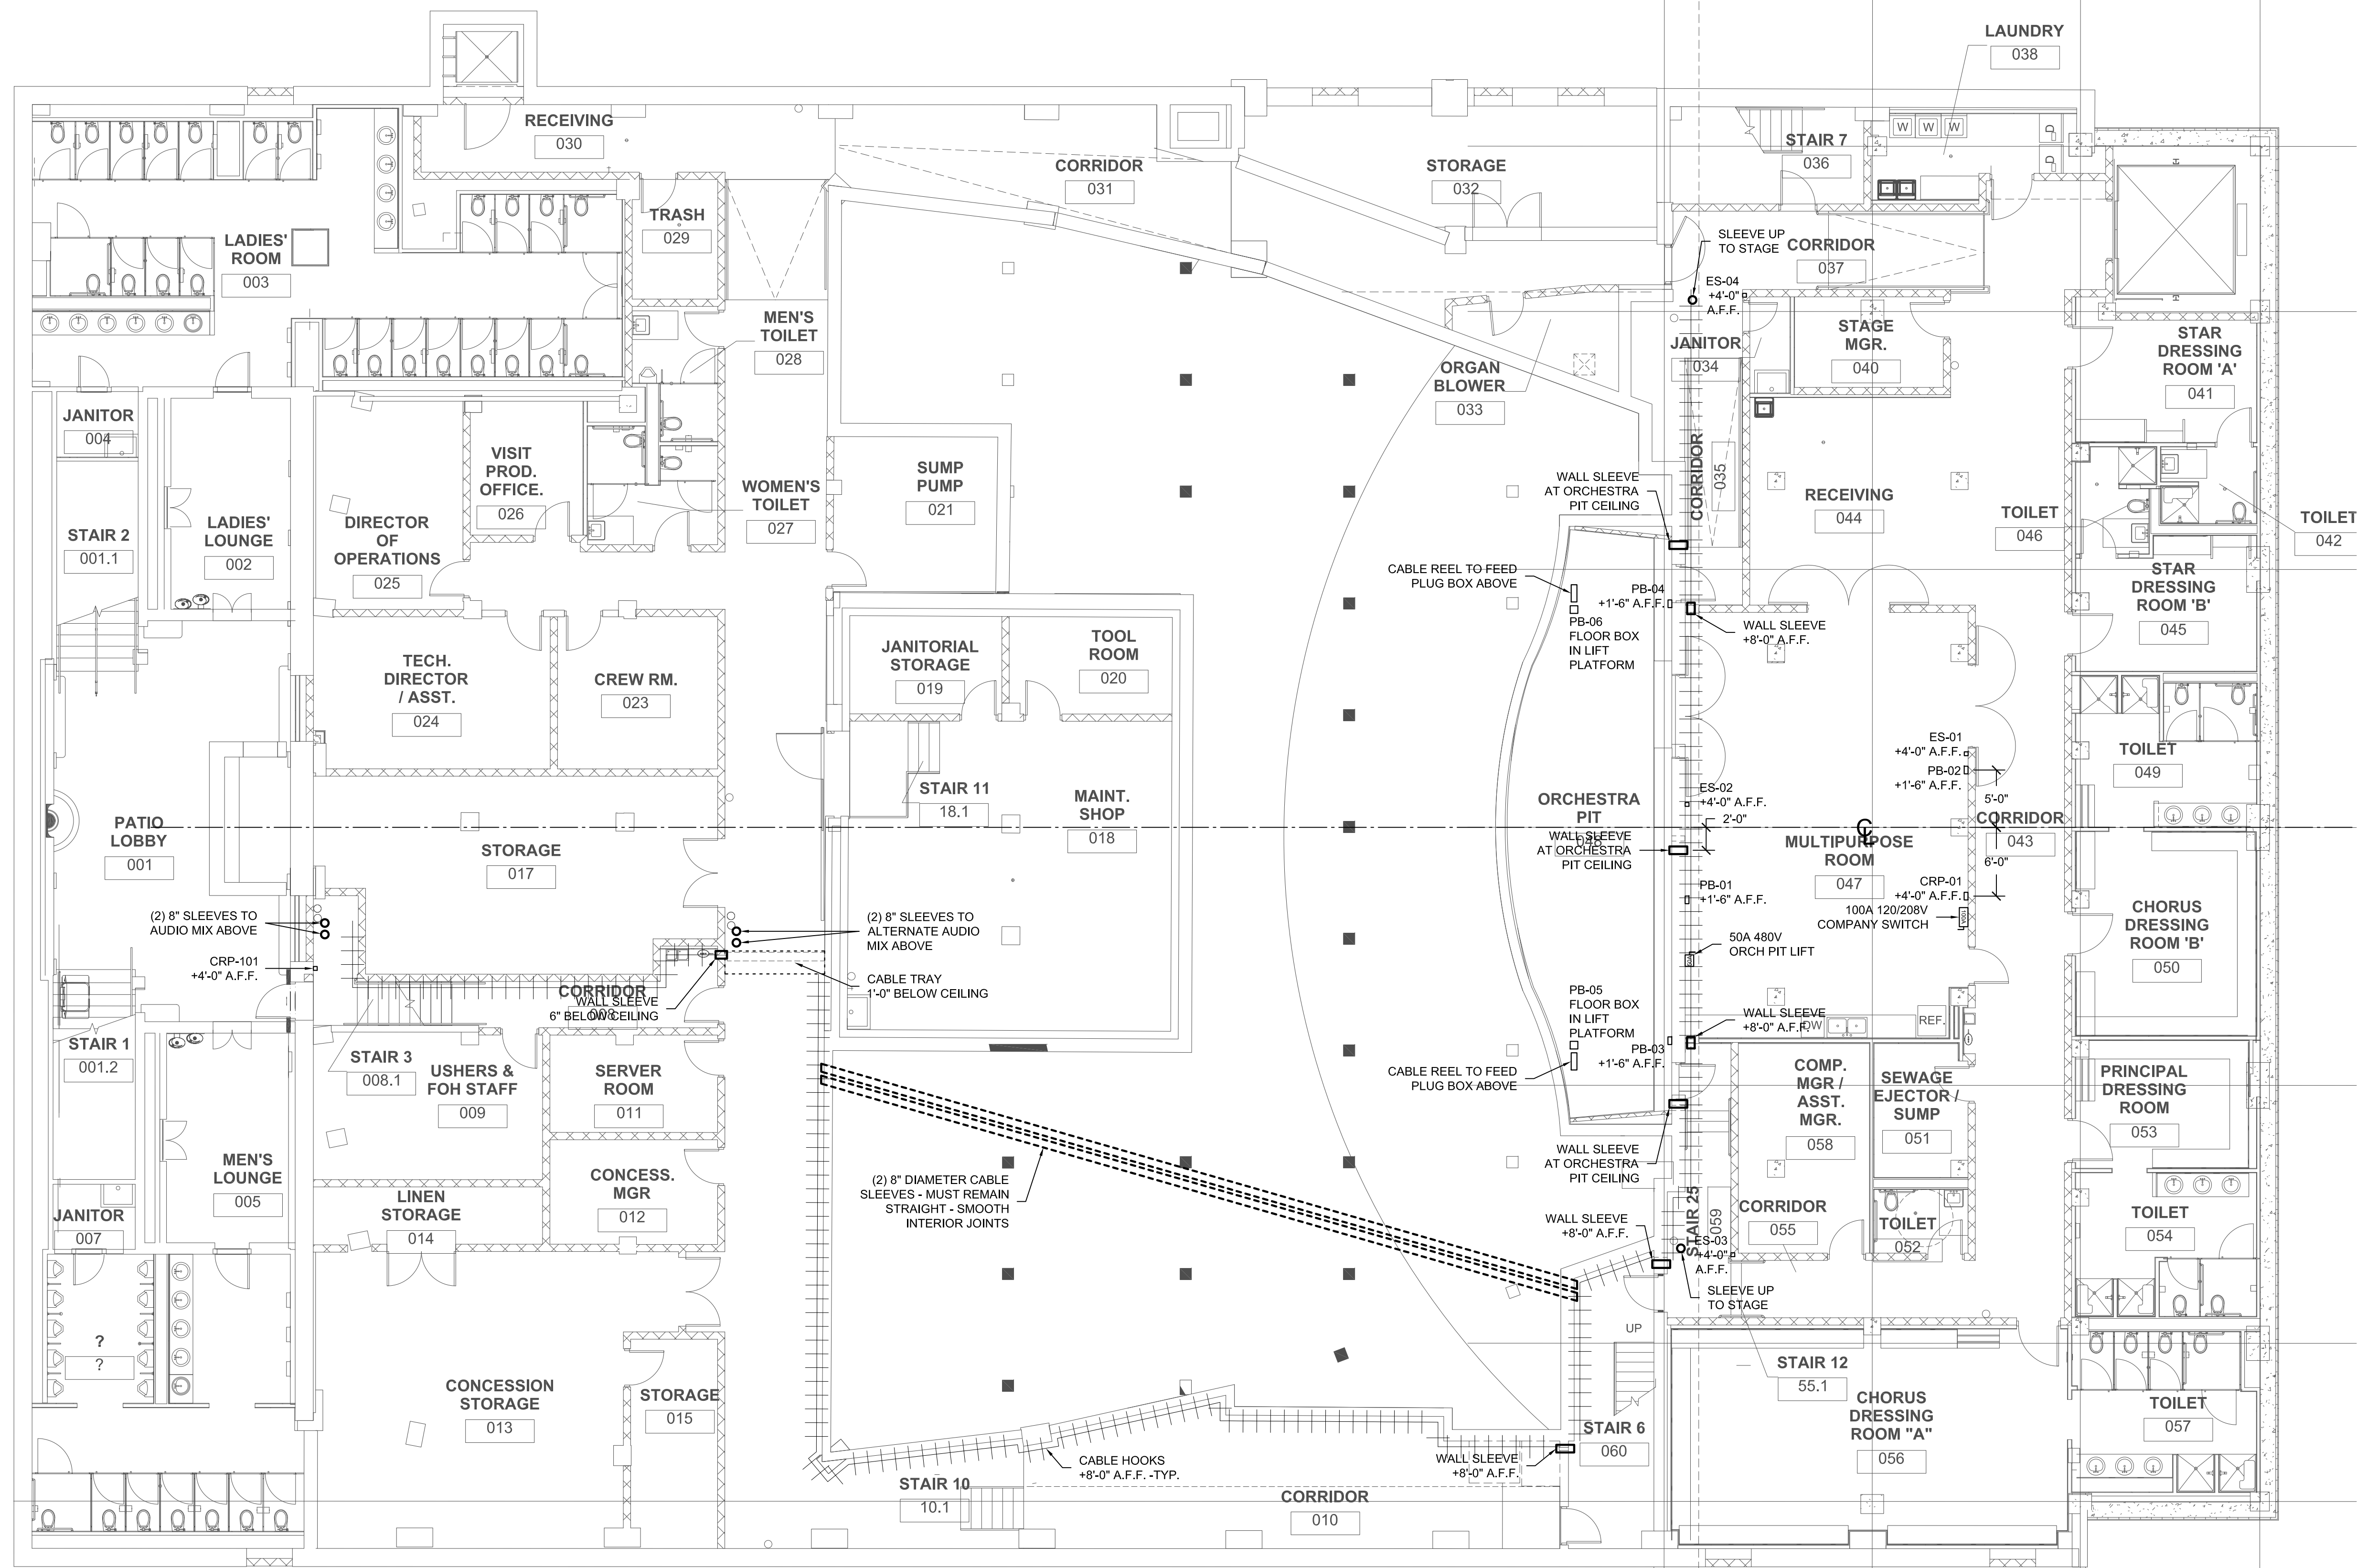 LAUNDRY
038
RECEIVING
030
STAIR 7
036
W W W
D
D
CORRIDOR
031
STORAGE
032
TRASH
029
LADIES'
ROOM
003
SLEEVE UP
TO STAGE
CORRIDOR
037
ES-04
+4'-0"
A.F.F.
MEN'S
TOILET
028
JANITOR
034
STAGE
MGR.
040
STAR
DRESSING
ROOM 'A'
041
ORGAN
BLOWER
033
JANITOR
004
VISIT
PROD.
OFFICE.
026
SUMP
PUMP
021
CORRIDOR
035
WALL SLEEVE
AT ORCHESTRA
PIT CEILING
RECEIVING
044
WOMEN'S
TOILET
027
TOILET
046
TOILET
042
STAIR 2
001.1
LADIES'
LOUNGE
002
DIRECTOR
OF
OPERATIONS
025
CABLE REEL TO FEED
PLUG BOX ABOVE
PB-04
+1'-6" A.F.F.
PB-06
FLOOR BOX
IN LIFT
PLATFORM
STAR
DRESSING
ROOM 'B'
045
WALL SLEEVE
+8'-0" A.F.F.
JANITORIAL
STORAGE
019
TOOL
ROOM
020
TECH.
DIRECTOR
/ ASST.
024
CREW RM.
023
ES-01
+4'-0" A.F.F.
PB-02
+1'-6" A.F.F.
5'-0"
TOILET
049
STAIR 11
18.1
MAINT.
SHOP
018
ES-02
+4'-0" A.F.F.
2'-0"
ORCHESTRA
PIT
048
WALL SLEEVE
AT ORCHESTRA
PIT CEILING
PATIO
LOBBY
001
STORAGE
017
CL
MULTIPURPOSE
ROOM
047
CORRIDOR
043
6'-0"
PB-01
+1'-6" A.F.F.
CRP-01
+4'-0" A.F.F.
100A 120/208V
COMPANY SWITCH
100A
CHORUS
DRESSING
ROOM 'B'
050
(2) 8" SLEEVES TO
AUDIO MIX ABOVE
(2) 8" SLEEVES TO
ALTERNATE AUDIO
MIX ABOVE
CRP-101
+4'-0" A.F.F.
50A 480V
ORCH PIT LIFT
CABLE TRAY
1'-0" BELOW CEILING
CORRIDOR
008
WALL SLEEVE
6" BELOW CEILING
PB-05
FLOOR BOX
IN LIFT
PLATFORM
WALL SLEEVE
+8'-0" A.F.F.
DW
REF.
STAIR 1
001.2
STAIR 3
008.1
USHERS &
FOH STAFF
009
SERVER
ROOM
011
PB-03
+1'-6" A.F.F.
CABLE REEL TO FEED
PLUG BOX ABOVE
COMP.
MGR /
ASST.
MGR.
058
SEWAGE
EJECTOR /
SUMP
051
PRINCIPAL
DRESSING
ROOM
053
MEN'S
LOUNGE
005
CONCESS.
MGR
012
(2) 8" DIAMETER CABLE
SLEEVES - MUST REMAIN
STRAIGHT - SMOOTH
INTERIOR JOINTS
WALL SLEEVE
AT ORCHESTRA
PIT CEILING
JANITOR
007
LINEN
STORAGE
014
WALL SLEEVE
+8'-0" A.F.F.
STAIR 25
059
ES-03
+4'-0"
A.F.F.
CORRIDOR
055
TOILET
052
TOILET
054
SLEEVE UP
TO STAGE
?
?
UP
CONCESSION
STORAGE
013
STORAGE
015
STAIR 12
55.1
CHORUS
DRESSING
ROOM "A"
056
TOILET
057
STAIR 6
060
CABLE HOOKS
+8'-0" A.F.F. -TYP.
WALL SLEEVE
+8'-0" A.F.F.
STAIR 10
10.1
CORRIDOR
010